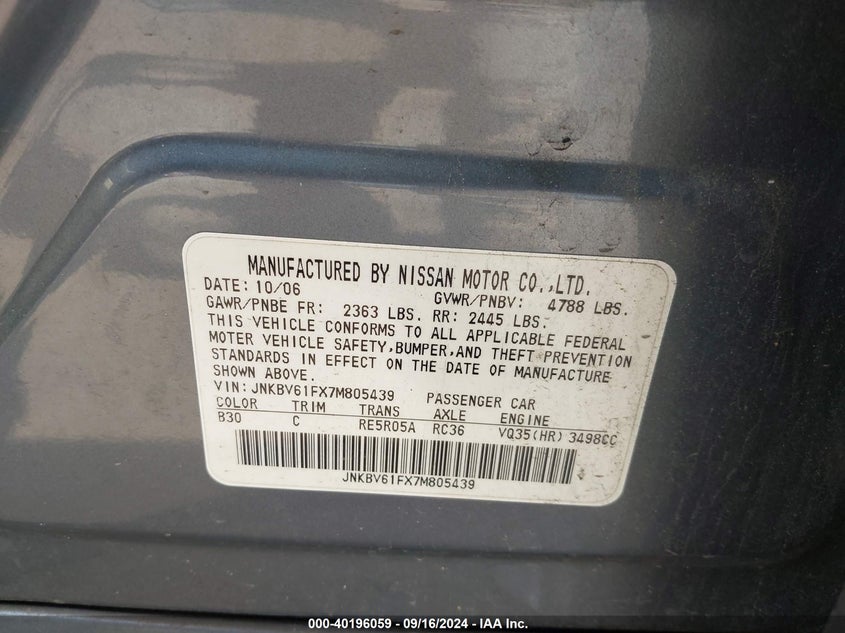 MANUFACTURED BY NISSAN MOTOR CO.,LTD.
DATE: 10/06 GVWR/PNBV: 4788 LBS.
GAWR/PNBE FR: 2363 LBS. RR: 2445 LBS.
THIS VEHICLE CONFORMS TO ALL APPLICABLE FEDERAL
MOTOR VEHICLE SAFETY,BUMPER,AND THEFT PREVENTION
STANDARDS IN EFFECT ON THE DATE OF MANUFACTURE
SHOWN ABOVE.
VIN:JNKBV61FX7M805439 PASSENGER CAR
COLOR TRIM TRANS AXLE ENGINE
B30 C RE5R05A RC36 VQ35(HR) 3498CC
JNKBV61FX7M805439
000-40196059 - 09/16/2024 - IAA Inc.